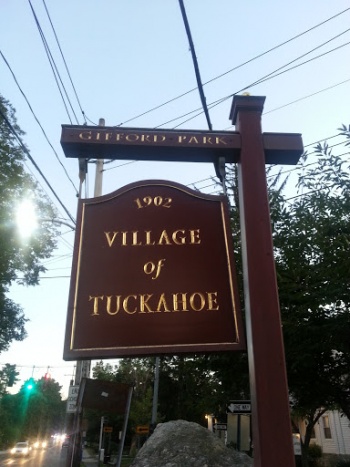 GIFFORD-PARK
1902
VILLAGE
of
TUCKAHOE